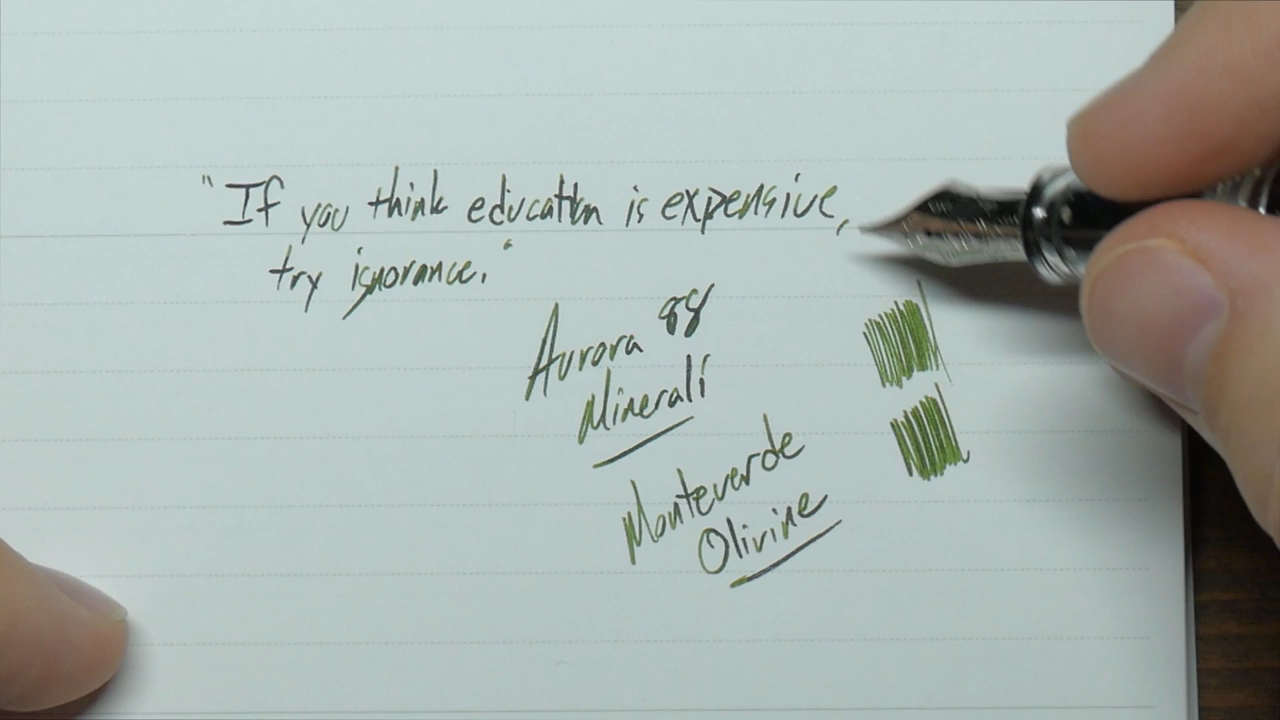 "If you think education is expensive,
try ignorance."
Aurora 88
Minerali
Monteverde
Olivine